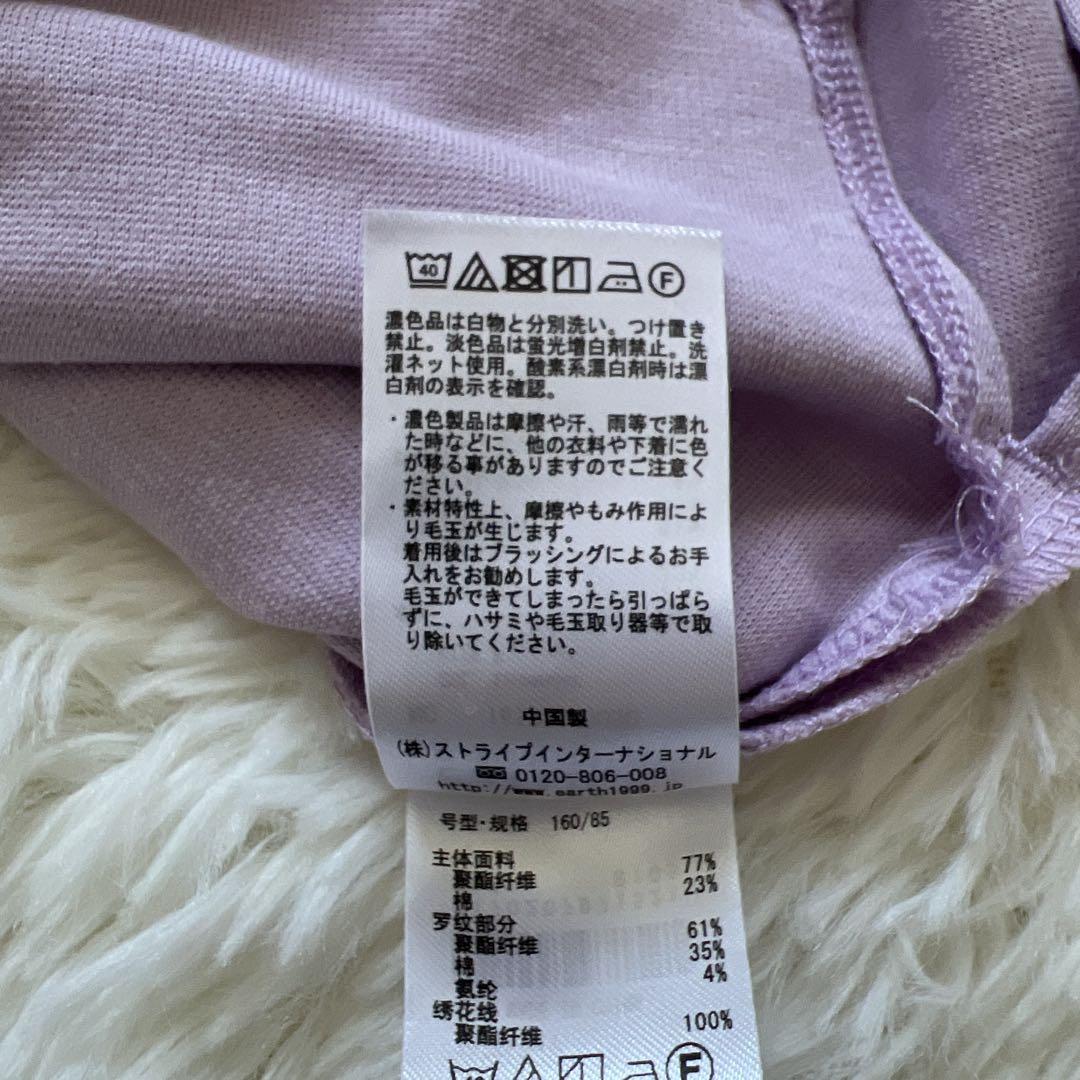 40
F
濃色品は白物と分別洗い。つけ置き
禁止。淡色品は蛍光増白剤禁止。洗
濯ネット使用。酸素系漂白剤時は漂
白剤の表示を確認。
・濃色製品は摩擦や汗、雨等で濡れ
た時などに、他の衣料や下着に色
が移る事がありますのでご注意く
ださい。
・素材特性上、摩擦やもみ作用によ
り毛玉が生じます。
着用後はブラッシングによるお手
入れをお勧めします。
毛玉ができてしまったら引っぱら
ずに、ハサミや毛玉取り器等で取
り除いてください。
中国製
(株)ストライプインターナショナル
0120-806-008
http://www.earth1999.jp
号型·规格 160/85
主体面料 77%
聚酯纤维 23%
棉
罗纹部分 61%
聚酯纤维 35%
棉 4%
氨纶
绣花线
聚酯纤维 100%
40
F